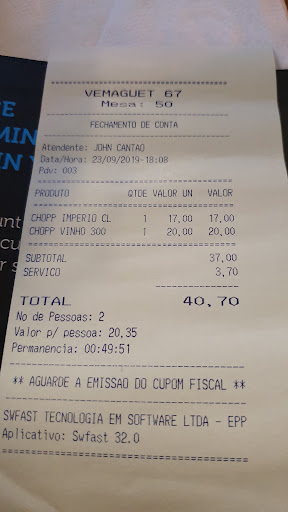 VEMAGUET 67
Mesa: 50
FECHAMENTO DE CONTA
Atendente: JOHN CANTAO
Data/Hora: 23/09/2019-18:08
Pdv: 003
PRODUTO QTDE VALOR UN VALOR
CHOPP IMPERIO CL 1 17,00 17,00
CHOPP VINHO 300 1 20,00 20,00
SUBTOTAL 37,00
SERVICO 3,70
TOTAL 40,70
No de Pessoas: 2
Valor p/ pessoa: 20,35
Permanencia: 00:49:51
** AGUARDE A EMISSAO DO CUPOM FISCAL **
SWFAST TECNOLOGIA EM SOFTWARE LTDA - EPP
Aplicativo: Swfast 32.0